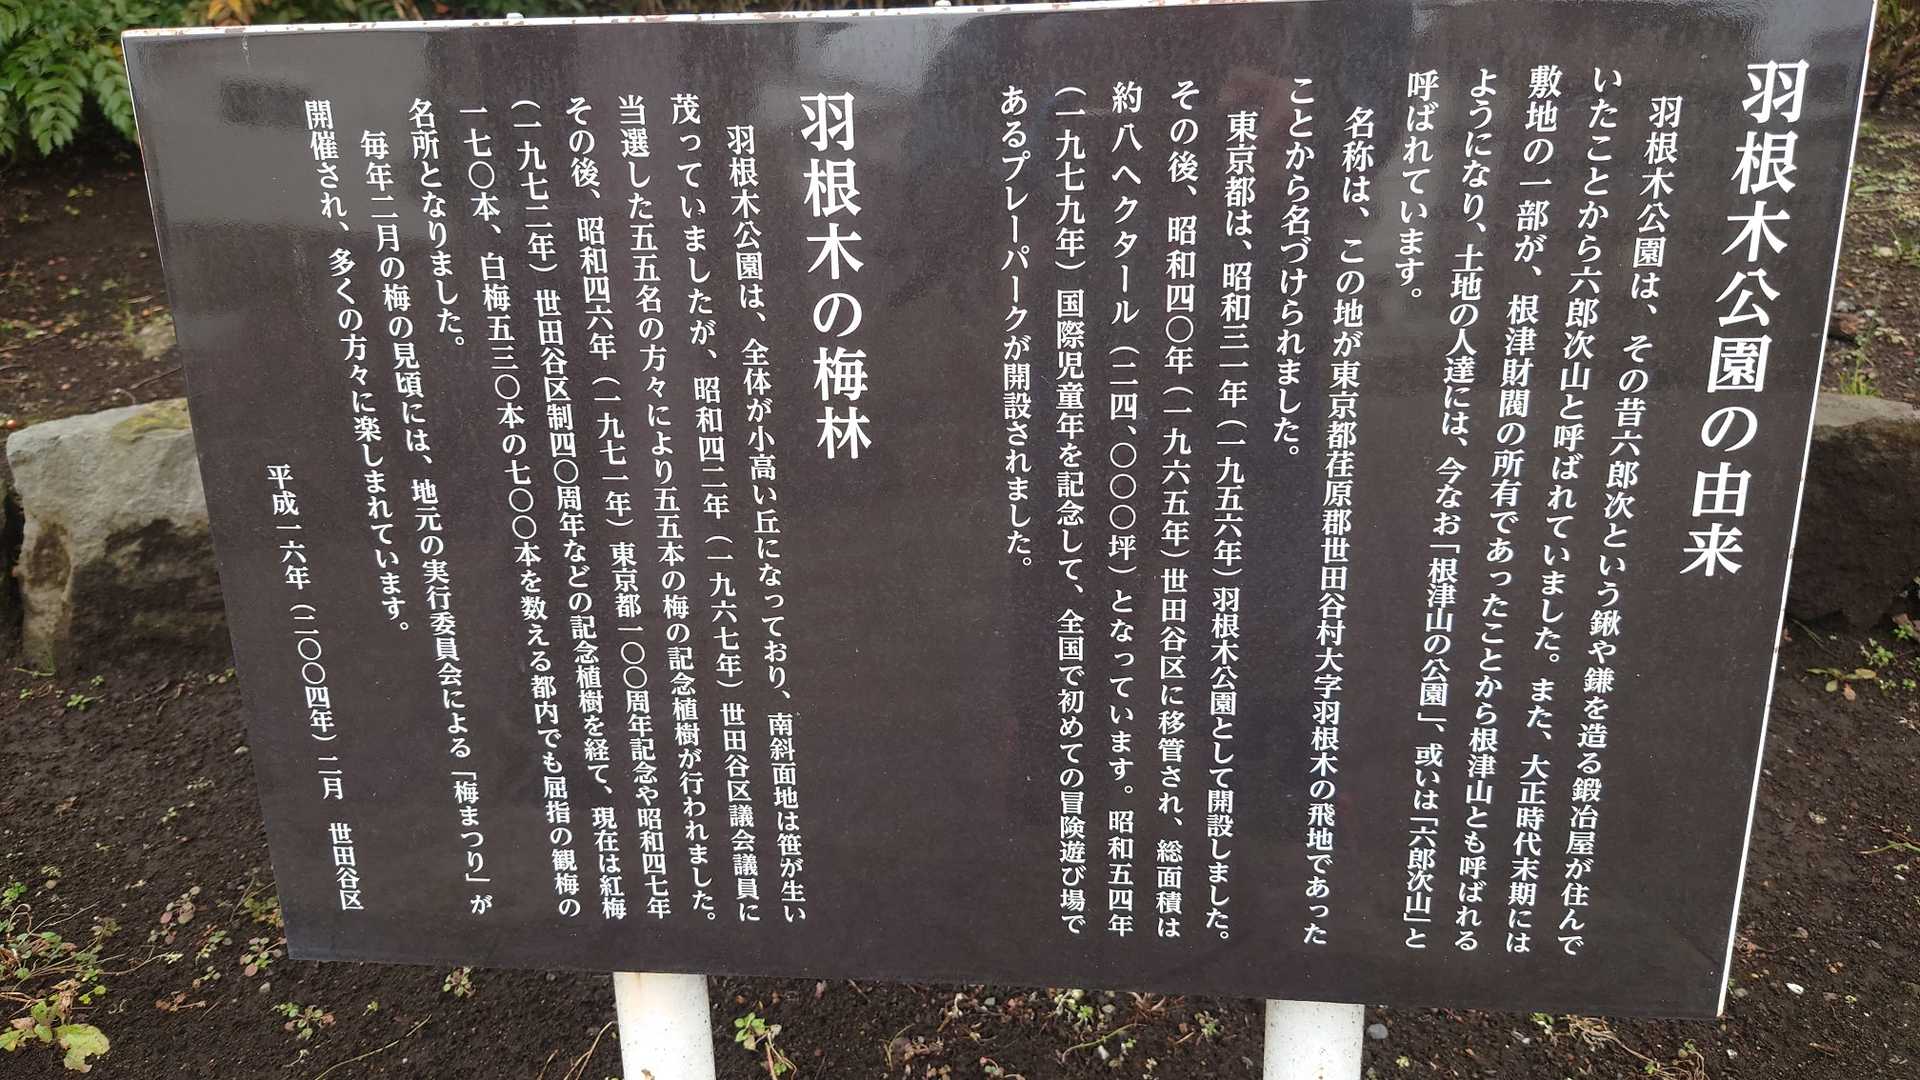 羽根木公園の由来
羽根木公園は、その昔六郎次という鍬や鎌を造る鍛冶屋が住んで
いたことから六郎次山と呼ばれていました。また、大正時代末期には
敷地の一部が、根津財閥の所有であったことから根津山とも呼ばれる
ようになり、土地の人達には、今なお「根津山の公園」、或いは「六郎次山」と
呼ばれています。
名称は、この地が東京都荏原郡世田谷村大字羽根木の飛地であった
ことから名づけられました。
東京都は、昭和三一年（一九五六年）羽根木公園として開設しました。
その後、昭和四〇年（一九六五年）世田谷区に移管され、総面積は
約八ヘクタール（二四、〇〇〇坪）となっています。昭和五四年
（一九七九年）国際児童年を記念して、全国で初めての冒険遊び場で
あるプレーパークが開設されました。
羽根木の梅林
羽根木公園は、全体が小高い丘になっており、南斜面地は笹が生い
茂っていましたが、昭和四二年（一九六七年）世田谷区議会議員に
当選した五五名の方々により五五本の梅の記念植樹が行われました。
その後、昭和四六年（一九七一年）東京都一〇〇周年記念や昭和四七年
（一九七二年）世田谷区制四〇周年などの記念植樹を経て、現在は紅梅
一七〇本、白梅五三〇本の七〇〇本を数える都内でも屈指の観梅の
名所となりました。
毎年二月の梅の見頃には、地元の実行委員会による「梅まつり」が
開催され、多くの方々に楽しまれています。
平成一六年（二〇〇四年）二月　世田谷区